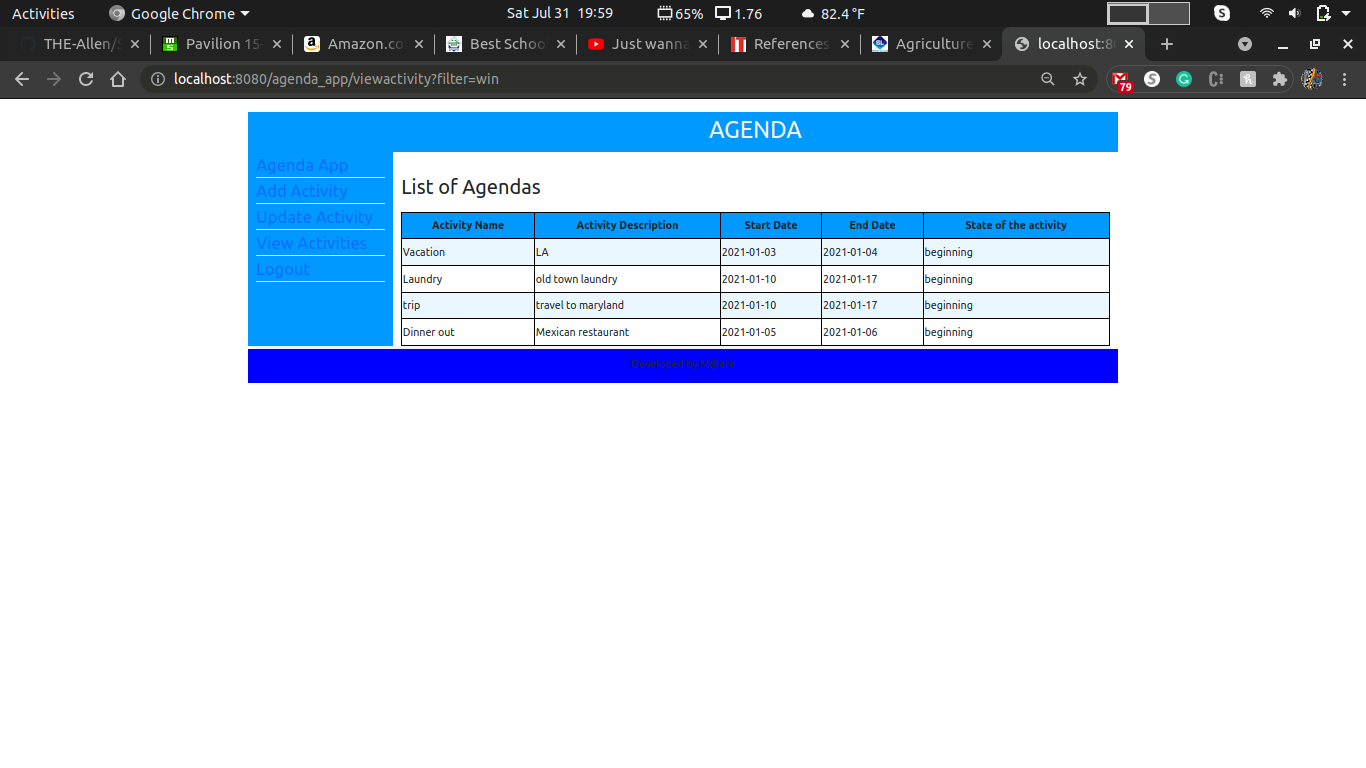 Activities Google Chrome Sat Jul 31 19:59 65% 1.76 82.4 °F
THE-Allen/ Pavilion 15- Amazon.co Best Schoo Just wanna References Agriculture localhost:8
localhost:8080/agenda_app/viewactivity?filter=win 79
AGENDA
Agenda App
Add Activity
Update Activity
View Activities
Logout
List of Agendas
Activity Name Activity Description Start Date End Date State of the activity
Vacation LA 2021-01-03 2021-01-04 beginning
Laundry old town laundry 2021-01-10 2021-01-17 beginning
trip travel to maryland 2021-01-10 2021-01-17 beginning
Dinner out Mexican restaurant 2021-01-05 2021-01-06 beginning
Developed by